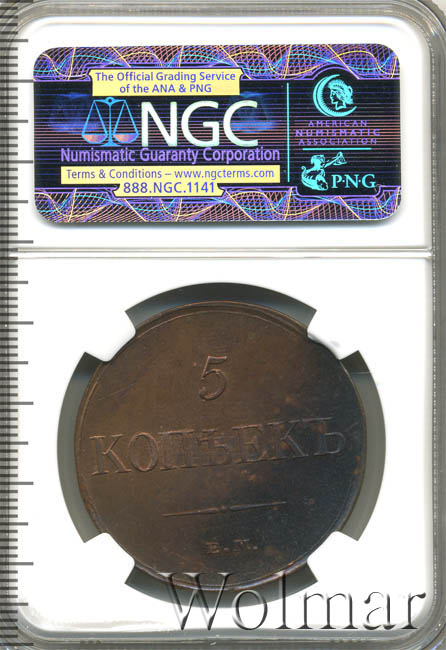 The Official Grading Service
of the ANA & PNG
NGC
Numismatic Guaranty Corporation
Terms & Conditions – www.ngcterms.com
888.NGC.1141
AMERICAN
NUMISMATIC
ASSOCIATION
P·N·G
5
КОПѢЕКЪ
Wolmar